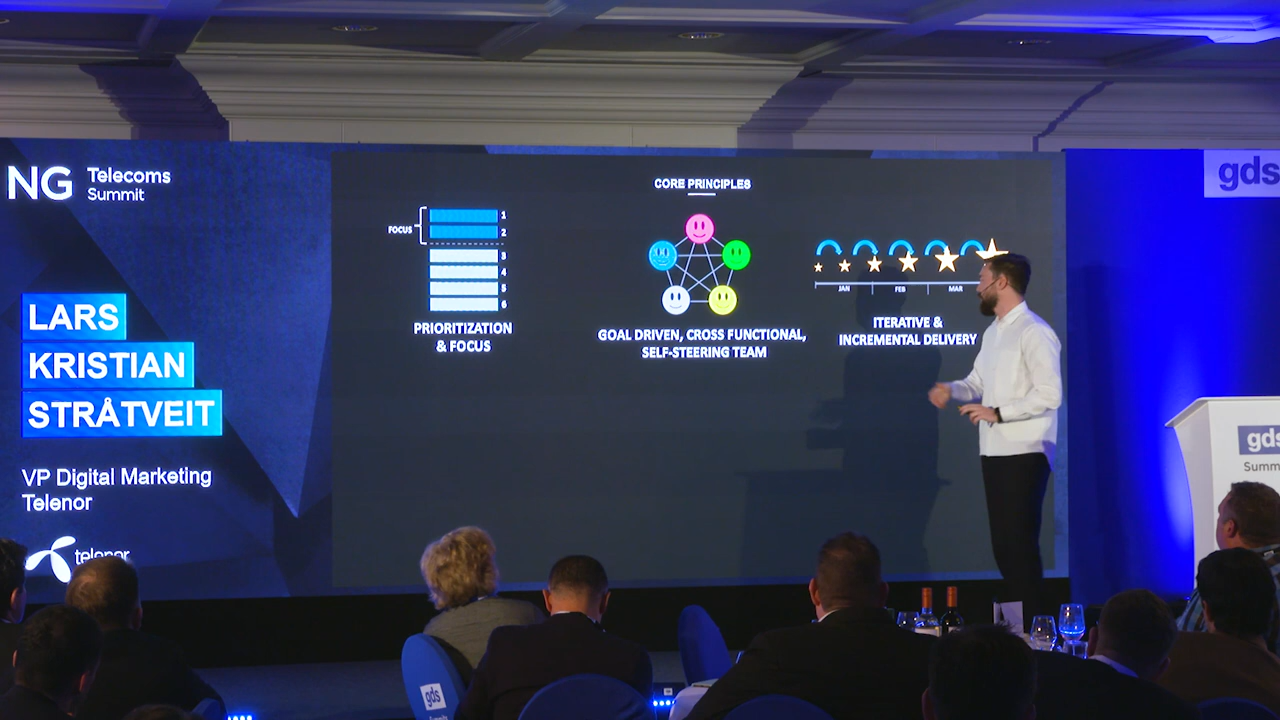 NG Telecoms
Summit
gds
LARS
KRISTIAN
STRÅTVEIT
VP Digital Marketing
Telenor
telenor
CORE PRINCIPLES
FOCUS
1
2
3
4
5
6
PRIORITIZATION
& FOCUS
GOAL DRIVEN, CROSS FUNCTIONAL,
SELF-STEERING TEAM
JAN FEB MAR
ITERATIVE &
INCREMENTAL DELIVERY
gds
gds